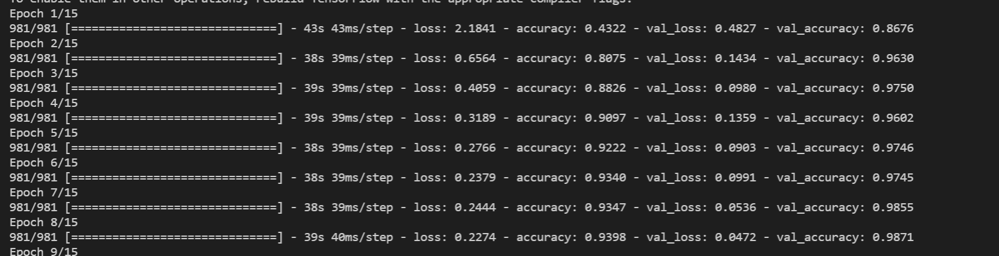 To enable them in other operations, rebuild TensorFlow with the appropriate compiler flags.
Epoch 1/15
981/981 [==============================] - 43s 43ms/step - loss: 2.1841 - accuracy: 0.4322 - val_loss: 0.4827 - val_accuracy: 0.8676
Epoch 2/15
981/981 [==============================] - 38s 39ms/step - loss: 0.6564 - accuracy: 0.8075 - val_loss: 0.1434 - val_accuracy: 0.9630
Epoch 3/15
981/981 [==============================] - 39s 39ms/step - loss: 0.4059 - accuracy: 0.8826 - val_loss: 0.0980 - val_accuracy: 0.9750
Epoch 4/15
981/981 [==============================] - 39s 39ms/step - loss: 0.3189 - accuracy: 0.9097 - val_loss: 0.1359 - val_accuracy: 0.9602
Epoch 5/15
981/981 [==============================] - 38s 39ms/step - loss: 0.2766 - accuracy: 0.9222 - val_loss: 0.0903 - val_accuracy: 0.9746
Epoch 6/15
981/981 [==============================] - 38s 39ms/step - loss: 0.2379 - accuracy: 0.9340 - val_loss: 0.0991 - val_accuracy: 0.9745
Epoch 7/15
981/981 [==============================] - 38s 39ms/step - loss: 0.2444 - accuracy: 0.9347 - val_loss: 0.0536 - val_accuracy: 0.9855
Epoch 8/15
981/981 [==============================] - 39s 40ms/step - loss: 0.2274 - accuracy: 0.9398 - val_loss: 0.0472 - val_accuracy: 0.9871
Epoch 9/15